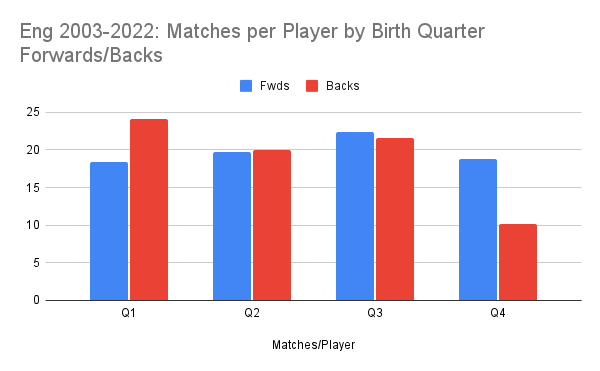 Eng 2003-2022: Matches per Player by Birth Quarter
Forwards/Backs
Fwds Backs
25
20
15
10
5
0
Q1 Q2 Q3 Q4
Matches/Player